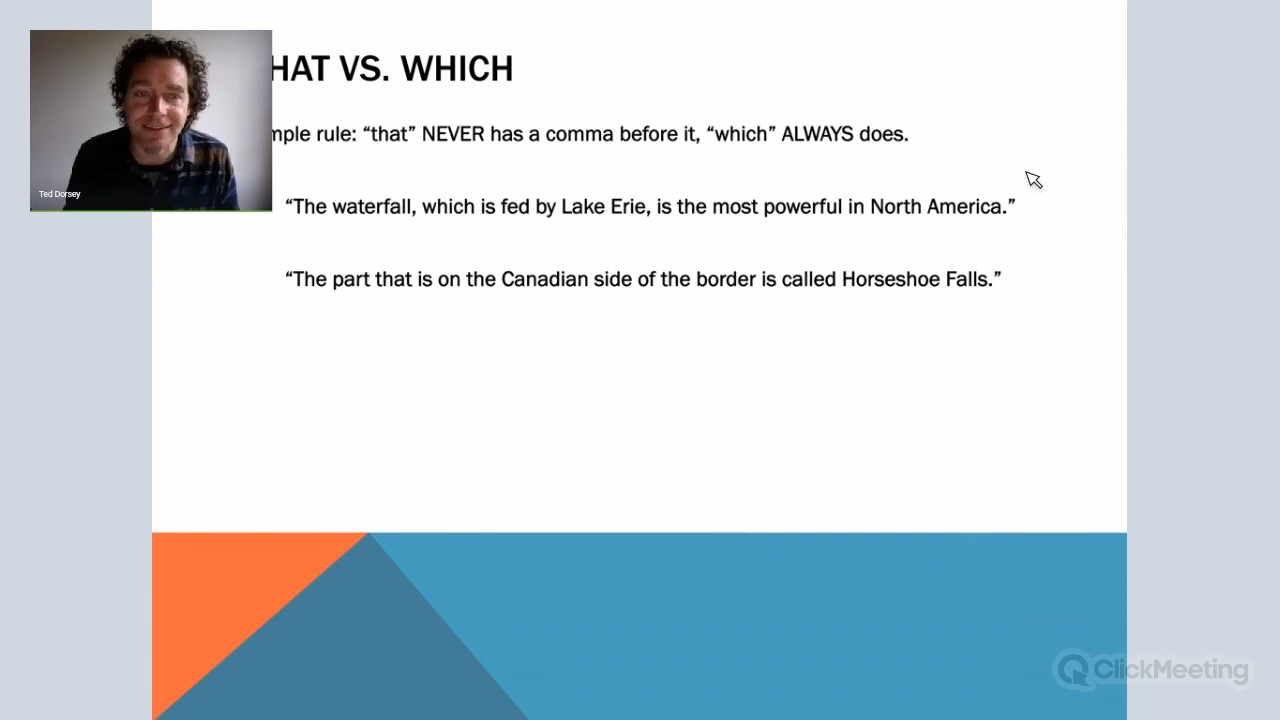 HAT VS. WHICH
mple rule: “that” NEVER has a comma before it, “which” ALWAYS does.
Ted Dorsey
“The waterfall, which is fed by Lake Erie, is the most powerful in North America.”
“The part that is on the Canadian side of the border is called Horseshoe Falls.”
ClickMeeting